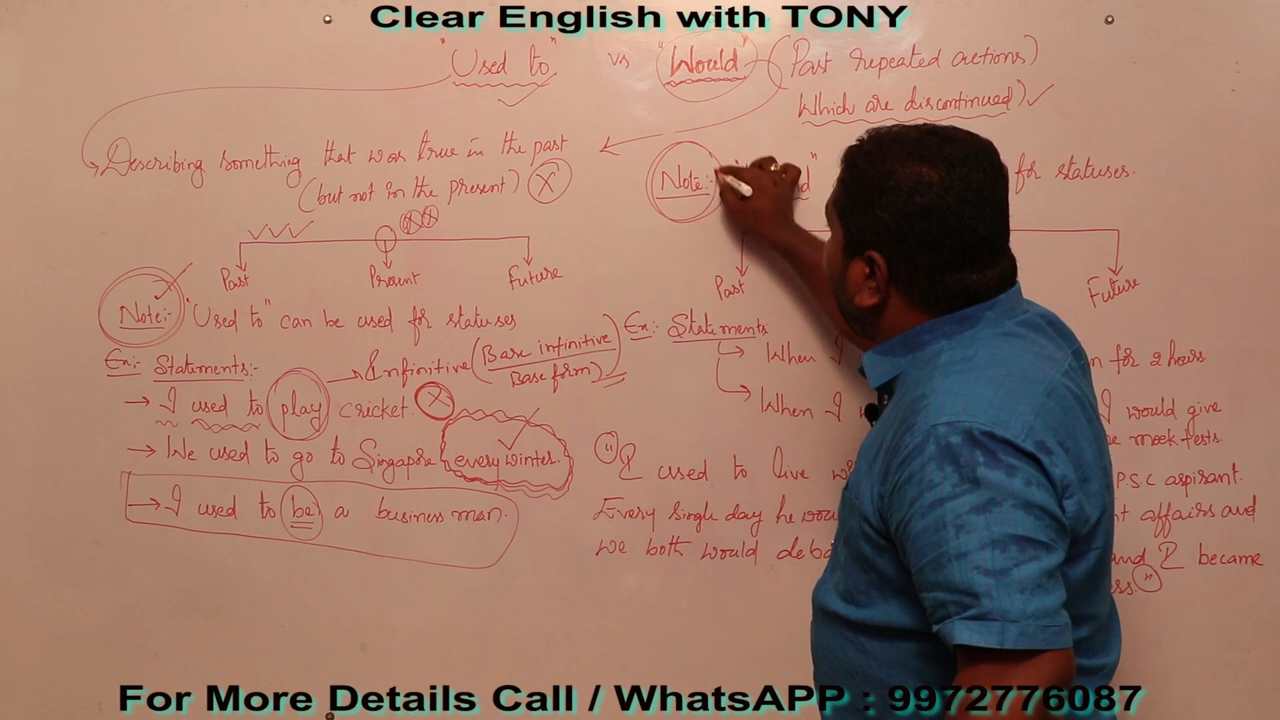 Clear English with TONY
"Used to" vs "Would" (Past repeated actions)
Which are discontinued)
Describing something that was true in the past
(but not in the present)
Past Present Future
Note:- "Used to" can be used for statuses
Ex:- Statements:-
Infinitive (Base infinitive/Base form)
→ I used to play cricket.
→ We used to go to Singapore every winter.
→ I used to be a business man.
Note:- for statuses.
Past Future
Ex:- Statements
When I for 2 hours
When I I would give
mock-tests.
"I used to live P.S.C aspirant.
Every single day he affairs and
we both would and I became
"
For More Details Call / WhatsAPP : 9972776087